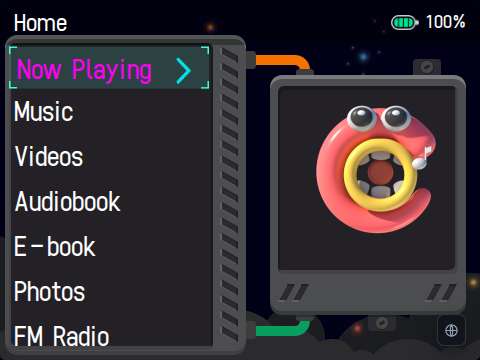 Home
100%
Now Playing
Music
Videos
Audiobook
E-book
Photos
FM Radio